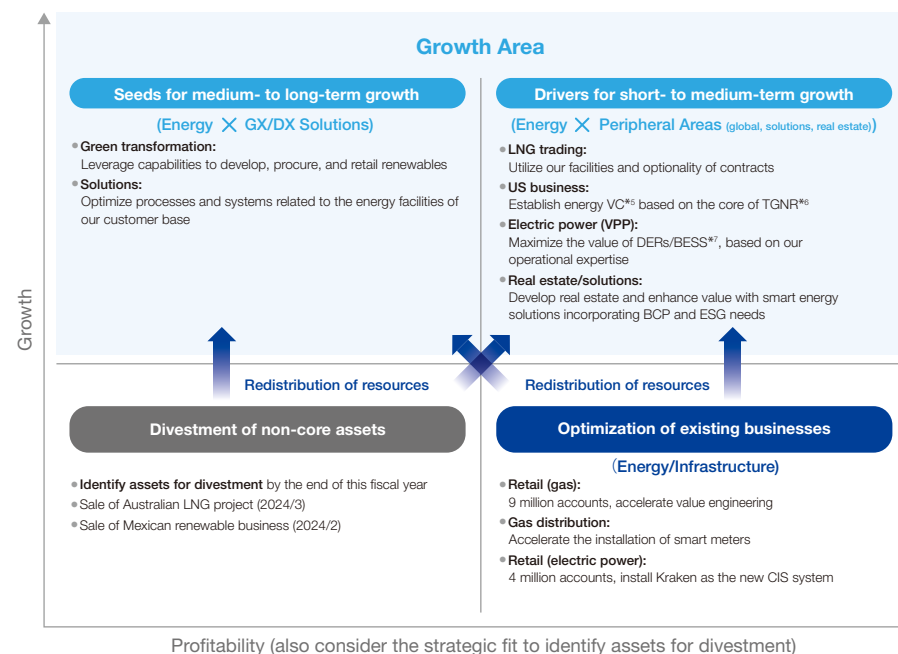 Growth Area
Seeds for medium- to long-term growth
(Energy × GX/DX Solutions)
• Green transformation:
Leverage capabilities to develop, procure, and retail renewables
• Solutions:
Optimize processes and systems related to the energy facilities of
our customer base
Drivers for short- to medium-term growth
(Energy × Peripheral Areas (global, solutions, real estate))
• LNG trading:
Utilize our facilities and optionality of contracts
• US business:
Establish energy VC*5 based on the core of TGNR*6
• Electric power (VPP):
Maximize the value of DERs/BESS*7, based on our
operational expertise
• Real estate/solutions:
Develop real estate and enhance value with smart energy
solutions incorporating BCP and ESG needs
Growth
Redistribution of resources
Redistribution of resources
Divestment of non-core assets
• Identify assets for divestment by the end of this fiscal year
• Sale of Australian LNG project (2024/3)
• Sale of Mexican renewable business (2024/2)
Optimization of existing businesses
(Energy/Infrastructure)
• Retail (gas):
9 million accounts, accelerate value engineering
• Gas distribution:
Accelerate the installation of smart meters
• Retail (electric power):
4 million accounts, install Kraken as the new CIS system
Profitability (also consider the strategic fit to identify assets for divestment)